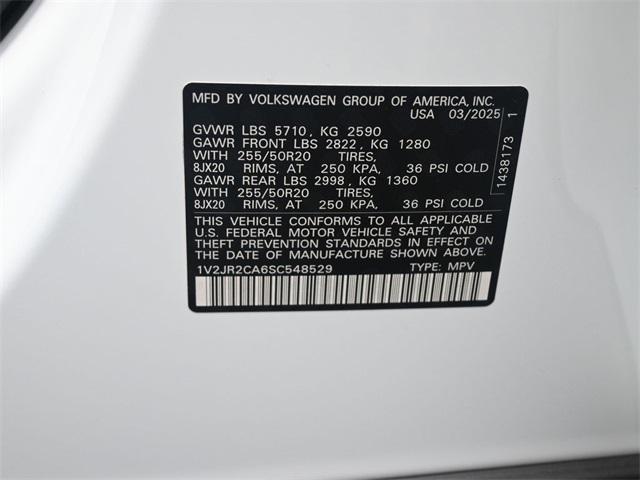 MFD BY VOLKSWAGEN GROUP OF AMERICA, INC.
USA 03/2025
GVWR LBS 5710, KG 2590
GAWR FRONT LBS 2822, KG 1280
WITH 255/50R20 TIRES,
8JX20 RIMS, AT 250 KPA, 36 PSI COLD
GAWR REAR LBS 2998, KG 1360
WITH 255/50R20 TIRES,
8JX20 RIMS, AT 250 KPA, 36 PSI COLD
THIS VEHICLE CONFORMS TO ALL APPLICABLE
U.S. FEDERAL MOTOR VEHICLE SAFETY AND
THEFT PREVENTION STANDARDS IN EFFECT ON
THE DATE OF MANUFACTURE SHOWN ABOVE.
1V2JR2CA6SC548529 TYPE: MPV
1438173 1